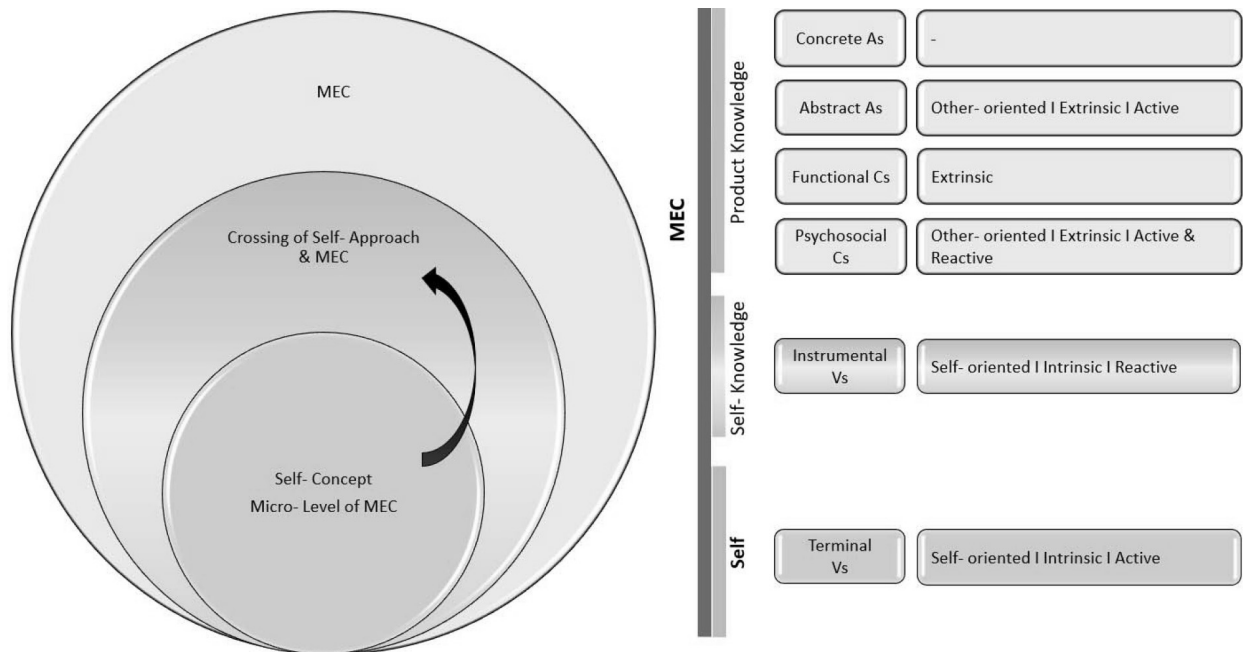 MEC
Crossing of Self- Approach
& MEC
Self- Concept
Micro- Level of MEC
MEC
Product Knowledge
Concrete As
-
Abstract As
Other- oriented I Extrinsic I Active
Functional Cs
Extrinsic
Psychosocial
Cs
Other- oriented I Extrinsic I Active &
Reactive
Self- Knowledge
Instrumental
Vs
Self- oriented I Intrinsic I Reactive
Self
Terminal
Vs
Self- oriented I Intrinsic I Active